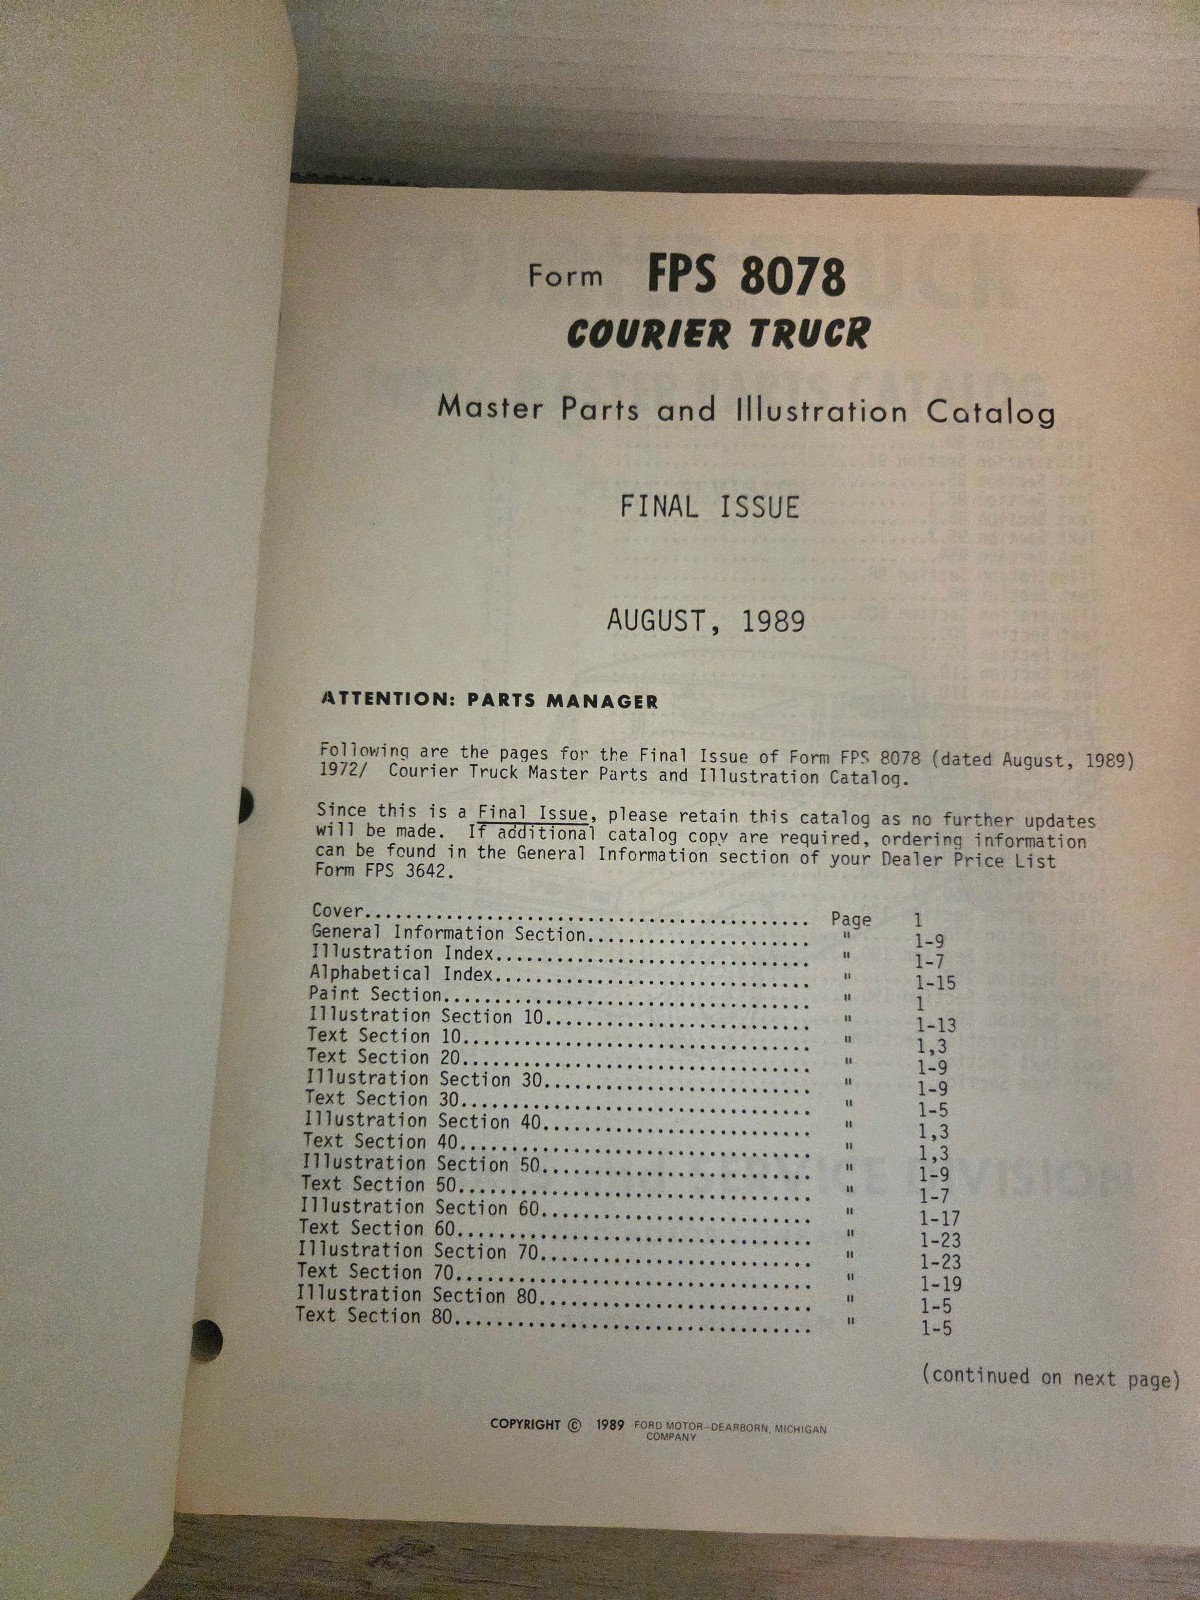 Form FPS 8078
COURIER TRUCK
Master Parts and Illustration Catalog
FINAL ISSUE
AUGUST, 1989
ATTENTION: PARTS MANAGER
Following are the pages for the Final Issue of Form FPS 8078 (dated August, 1989)
1972/ Courier Truck Master Parts and Illustration Catalog.
Since this is a Final Issue, please retain this catalog as no further updates
will be made. If additional catalog copy are required, ordering information
can be found in the General Information section of your Dealer Price List
Form FPS 3642.
Cover........................................... Page 1
General Information Section...................... " 1-9
Illustration Index............................... " 1-7
Alphabetical Index............................... " 1-15
Paint Section.................................... " 1
Illustration Section 10.......................... " 1-13
Text Section 10.................................. " 1,3
Text Section 20.................................. " 1-9
Illustration Section 30.......................... " 1-9
Text Section 30.................................. " 1-5
Illustration Section 40.......................... " 1,3
Text Section 40.................................. " 1,3
Illustration Section 50.......................... " 1-9
Text Section 50.................................. " 1-7
Illustration Section 60.......................... " 1-17
Text Section 60.................................. " 1-23
Illustration Section 70.......................... " 1-23
Text Section 70.................................. " 1-19
Illustration Section 80.......................... " 1-5
Text Section 80.................................. " 1-5
(continued on next page)
COPYRIGHT © 1989 FORD MOTOR-DEARBORN, MICHIGAN
COMPANY